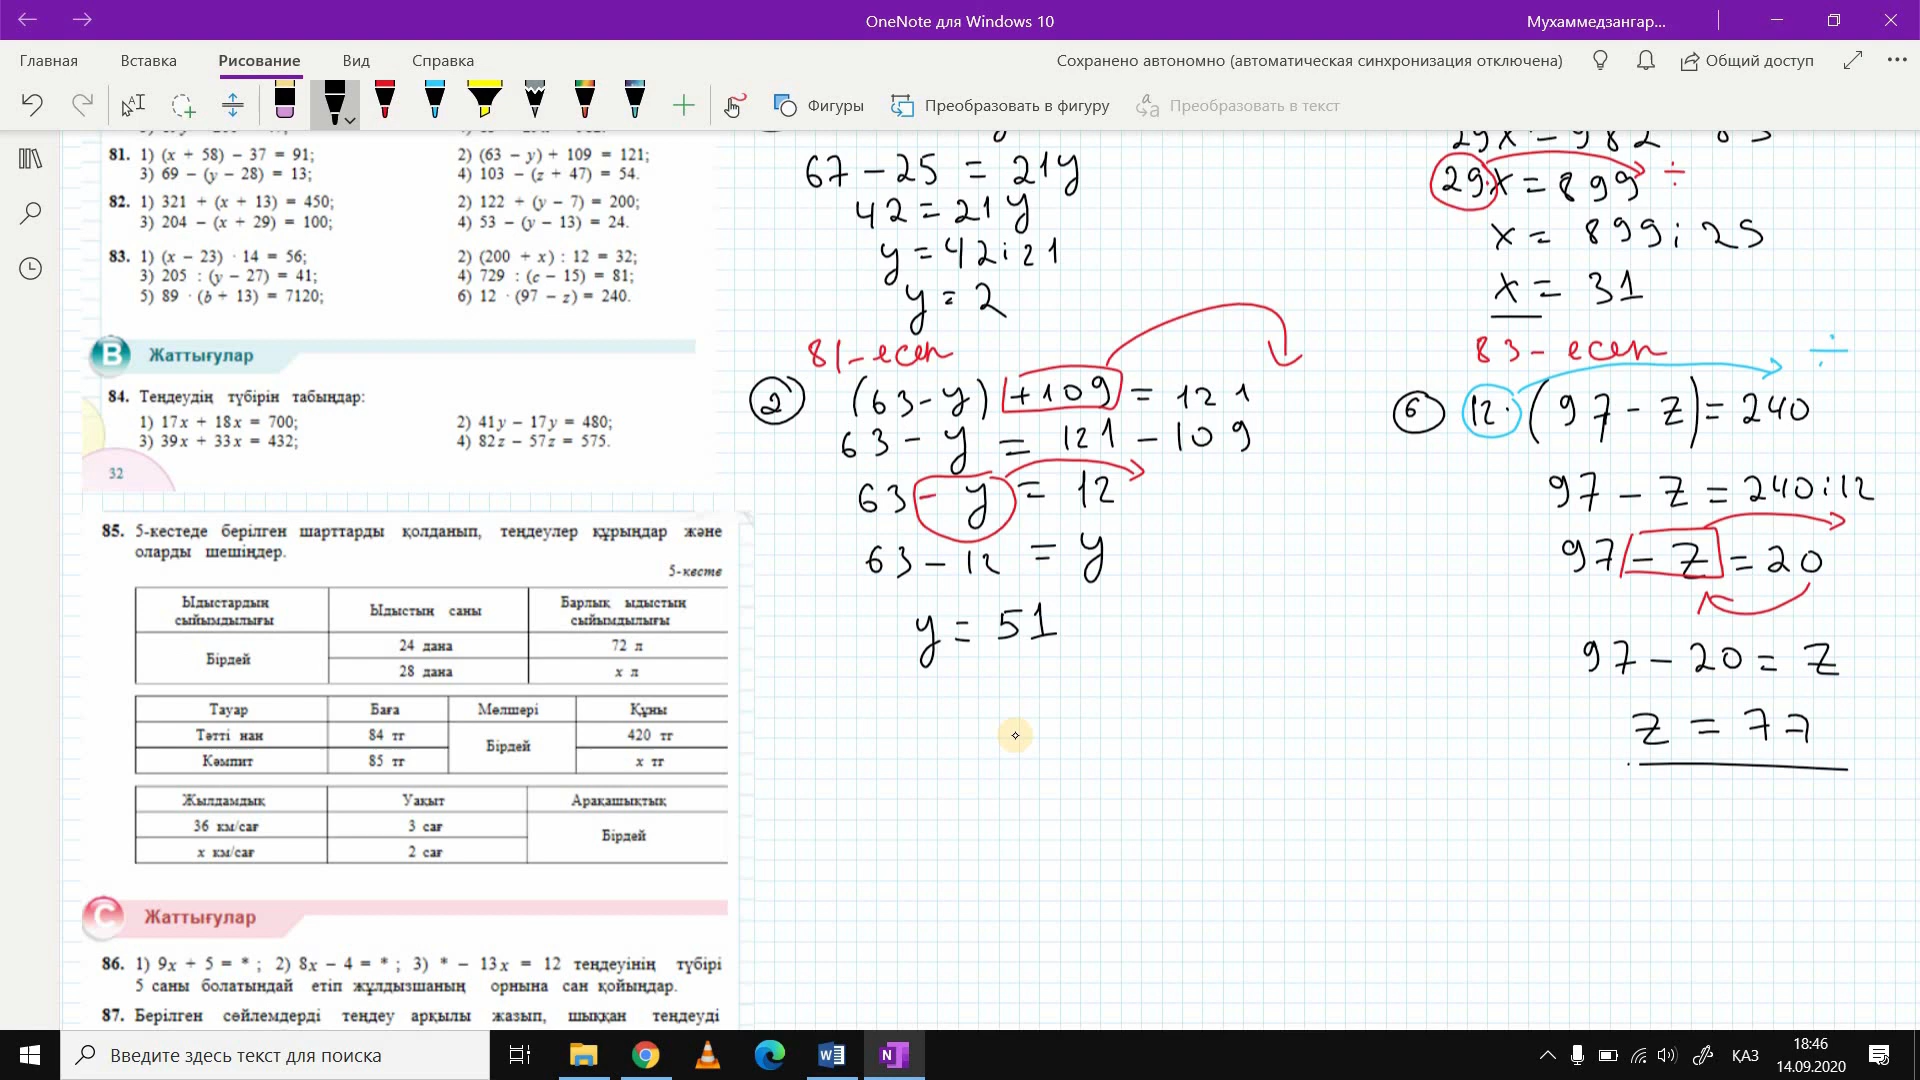 OneNote для Windows 10
Мухаммедзангар...
Главная Вставка Рисование Вид Справка
Сохранено автономно (автоматическая синхронизация отключена)
Общий доступ
Фигуры Преобразовать в фигуру Преобразовать в текст
81. 1) (x + 58) − 37 = 91; 2) (63 − y) + 109 = 121;
3) 69 − (y − 28) = 13; 4) 103 − (z + 47) = 54.
82. 1) 321 + (x + 13) = 450; 2) 122 + (y − 7) = 200;
3) 204 − (x + 29) = 100; 4) 53 − (y − 13) = 24.
83. 1) (x − 23) · 14 = 56; 2) (200 + x) : 12 = 32;
3) 205 : (y − 27) = 41; 4) 729 : (c − 15) = 81;
5) 89 · (b + 13) = 7120; 6) 12 · (97 − z) = 240.
B Жаттығулар
84. Теңдеудің түбірін табыңдар:
1) 17x + 18x = 700; 2) 41y − 17y = 480;
3) 39x + 33x = 432; 4) 82z − 57z = 575.
32
85. 5-кестеде берілген шарттарды қолданып, теңдеулер құрыңдар және
оларды шешіңдер.
5-кесте
Ыдыстардың сыйымдылығы Ыдыстың саны Барлық ыдыстың сыйымдылығы
Бірдей 24 дана 72 л
28 дана x л
Тауар Баға Мөлшері Құны
Тәтті нан 84 тг Бірдей 420 тг
Кәмпит 85 тг x тг
Жылдамдық Уақыт Арақашықтық
36 км/сағ 3 сағ Бірдей
x км/сағ 2 сағ
C Жаттығулар
86. 1) 9x + 5 = * ; 2) 8x − 4 = * ; 3) * − 13x = 12 теңдеуінің түбірі
5 саны болатындай етіп жұлдызшаның орнына сан қойыңдар.
87. Берілген сөйлемдерді теңдеу арқылы жазып, шыққан теңдеуді
67 − 25 = 21y
42 = 21y
y = 42 : 21
y = 2
81-есеп
2 (63 − y) + 109 = 121
63 − y = 121 − 109
63 − y = 12
63 − 12 = y
y = 51
29·x = 899 ÷
x = 899 : 29
x = 31
83-есеп ÷
6 12·(97 − z) = 240
97 − z = 240 : 12
97 − z = 20
97 − 20 = z
z = 77
Введите здесь текст для поиска
ҚАЗ
18:46
14.09.2020